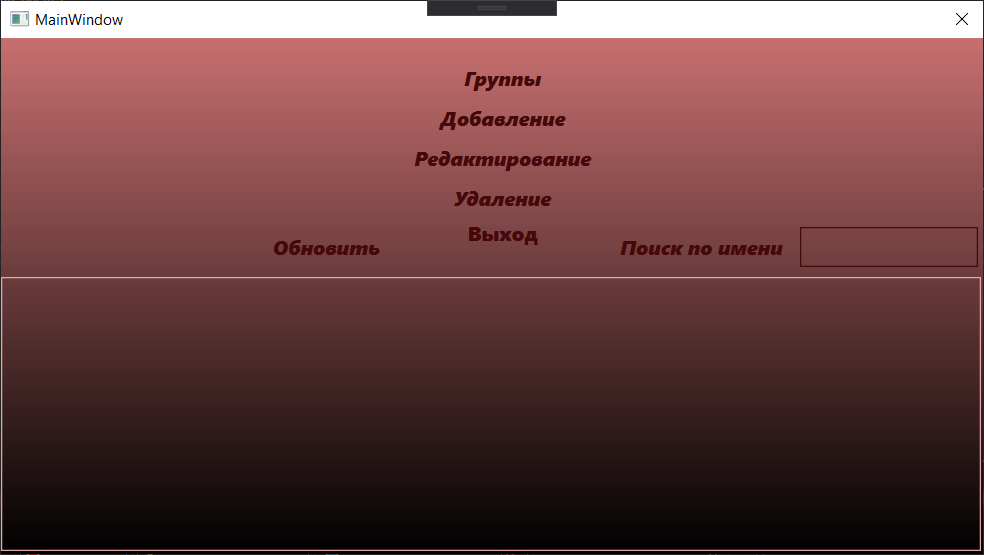 MainWindow
Группы
Добавление
Редактирование
Удаление
Выход
Обновить
Поиск по имени